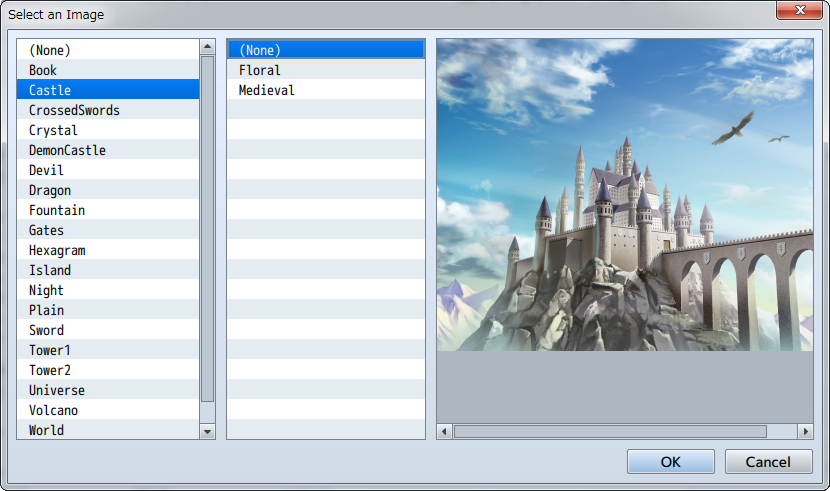 Select an Image
(None)
Book
Castle
CrossedSwords
Crystal
DemonCastle
Devil
Dragon
Fountain
Gates
Hexagram
Island
Night
Plain
Sword
Tower1
Tower2
Universe
Volcano
World
(None)
Floral
Medieval
OK
Cancel